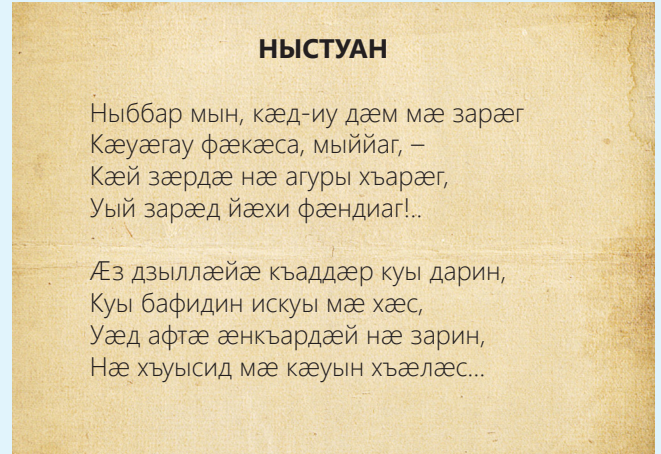 НЫСТУАН
Ныббар мын, кæд-иу дæм мæ зарæг
Кæуæгау фæкæса, мыййаг, –
Кæй зæрдæ нæ агуры хъарæг,
Уый зарæд йæхи фæндиаг!..
Æз дзыллæйæ къаддæр куы дарин,
Куы бафидин искуы мæ хæс,
Уæд афтæ æнкъардæй нæ зарин,
Нæ хъуысид мæ кæуын хъæлæс...